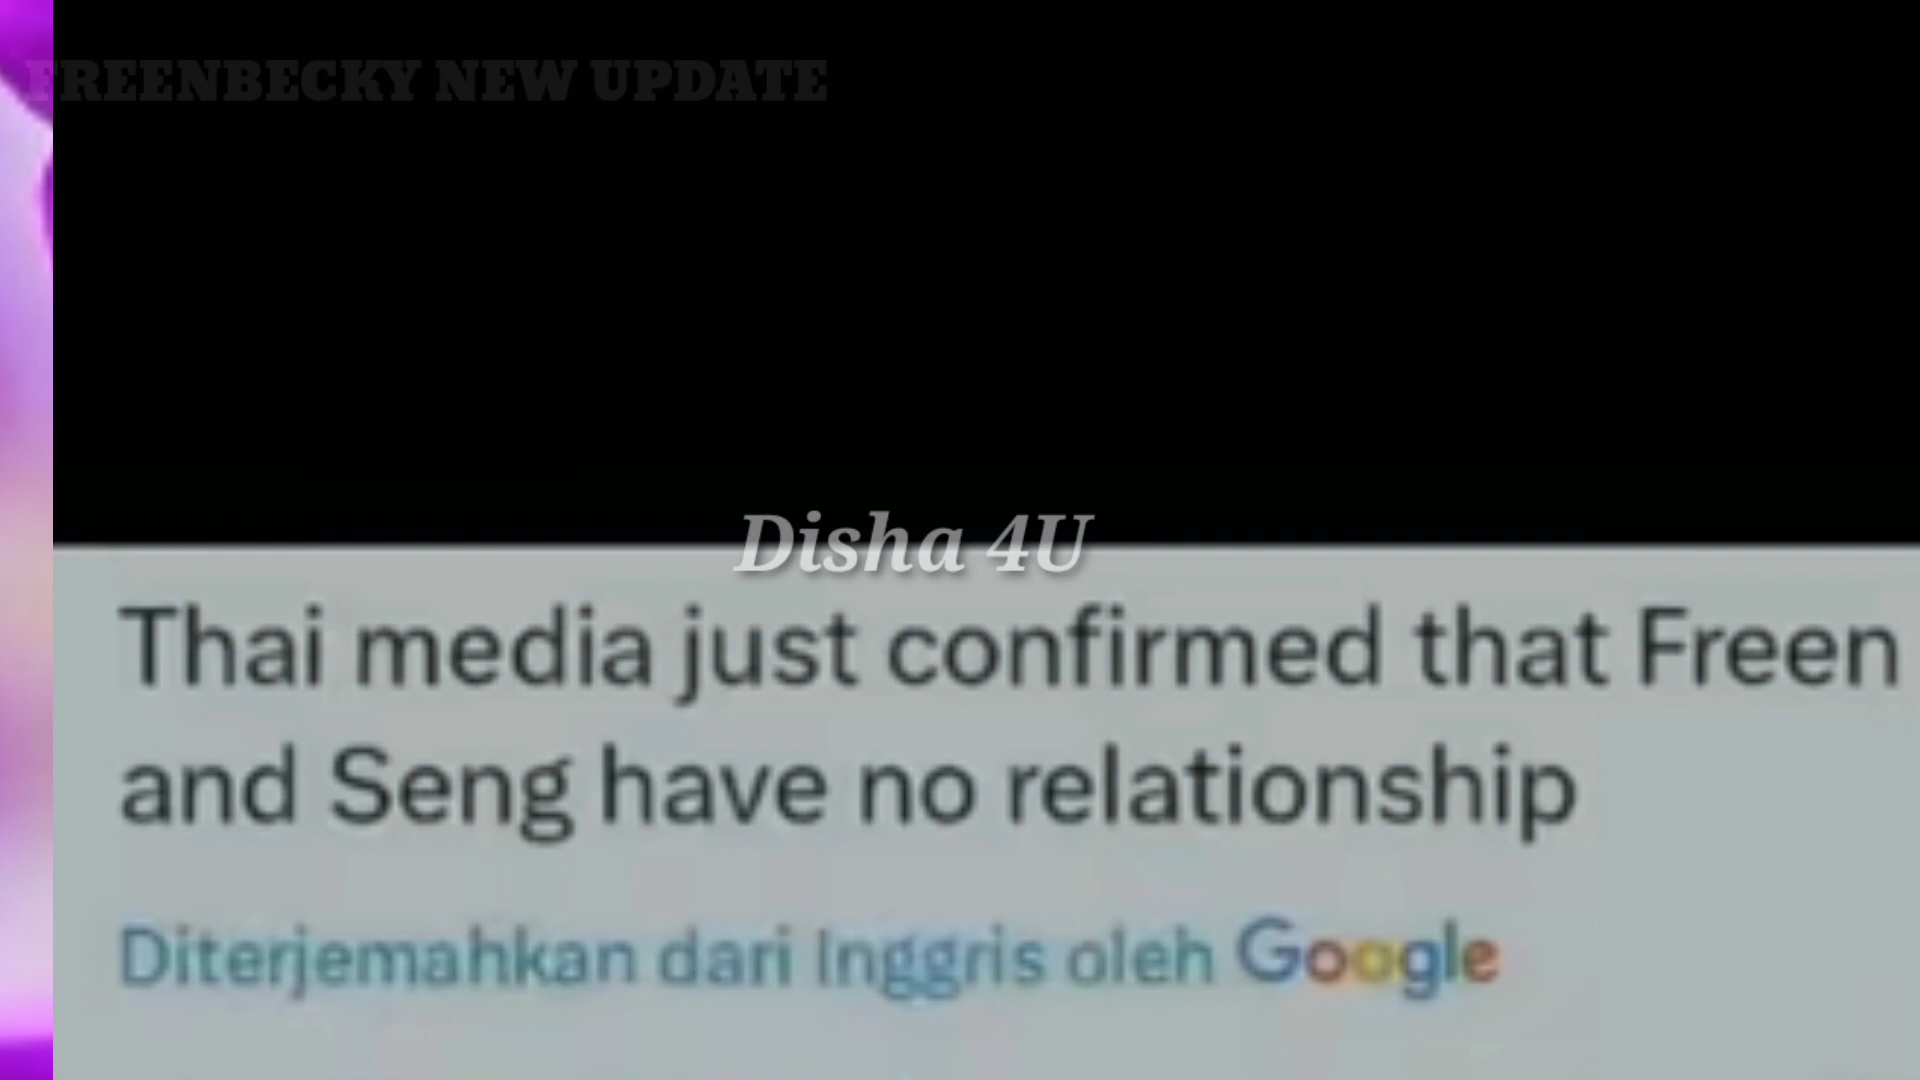 FREENBECKY NEW UPDATE
Disha 4U
Thai media just confirmed that Freen
and Seng have no relationship
Diterjemahkan dari Inggris oleh Google